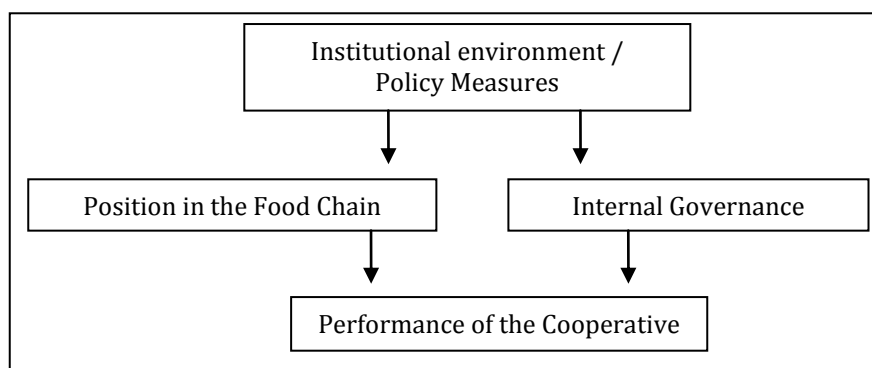 Institutional environment /
Policy Measures
Position in the Food Chain
Internal Governance
Performance of the Cooperative